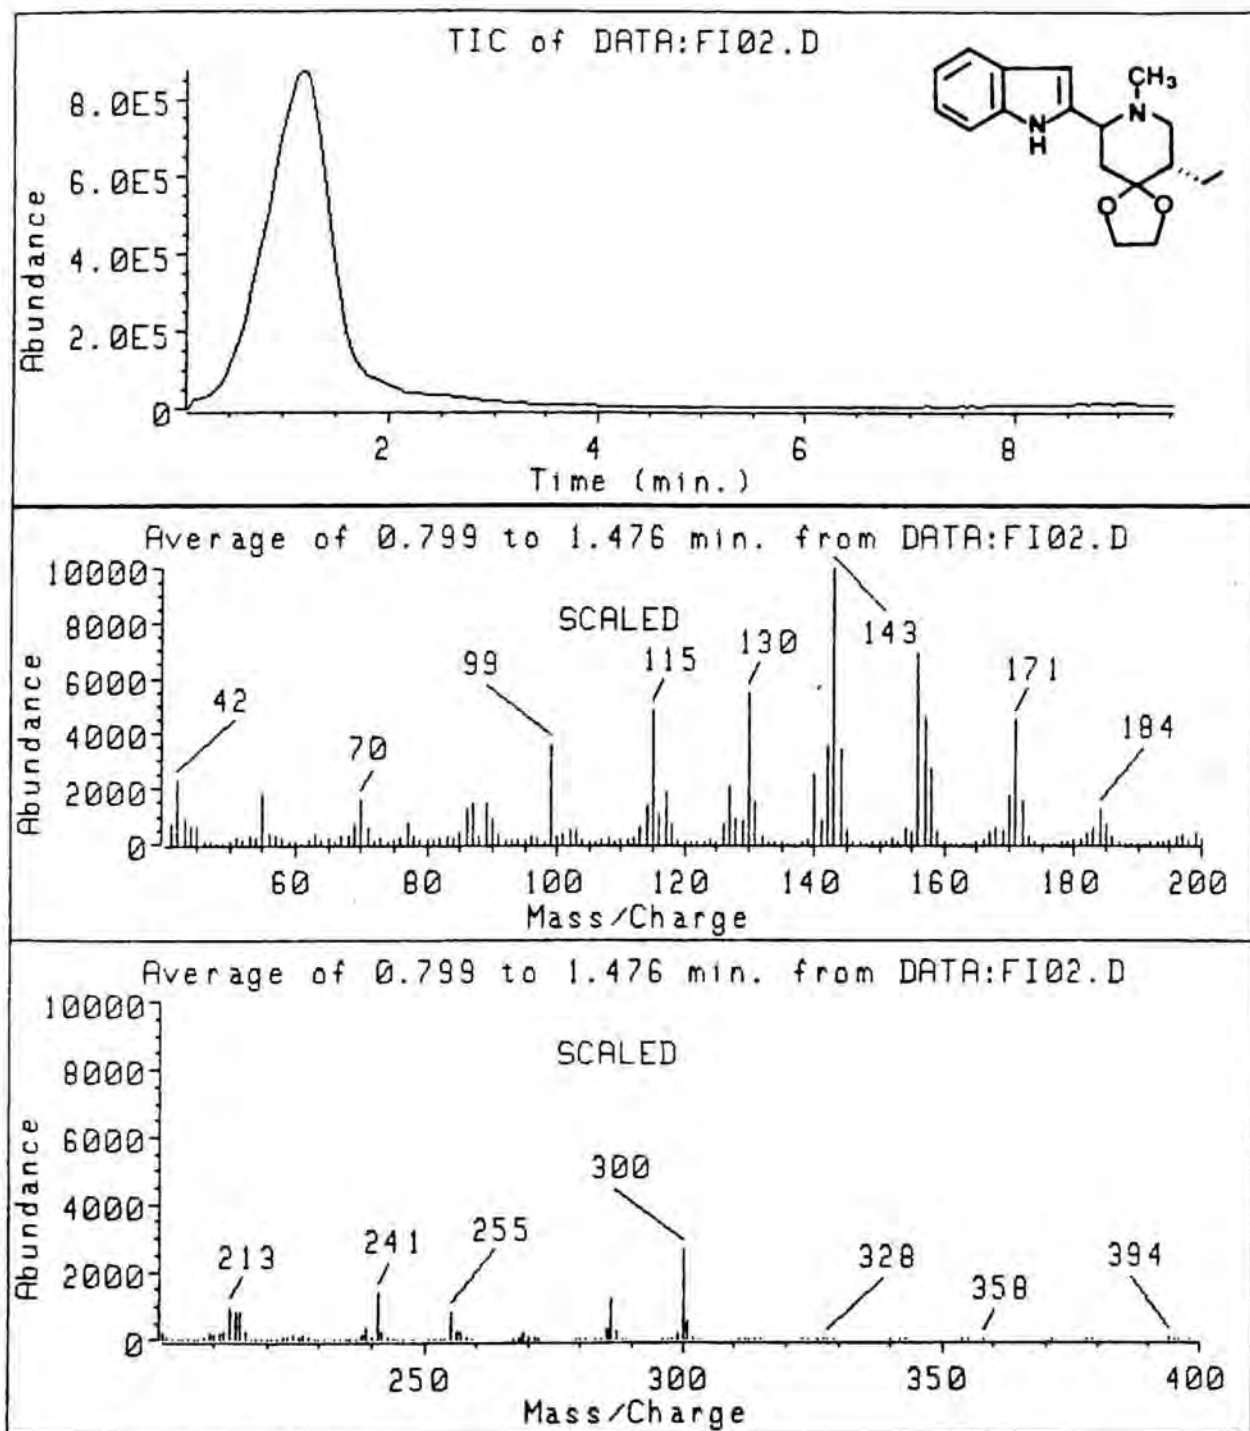 TIC of DATA:FI02.D
8.0E5
6.0E5
4.0E5
2.0E5
0
Abundance
2 4 6 8
Time (min.)
CH₃
N
N
H
O O
Average of 0.799 to 1.476 min. from DATA:FI02.D
10000
8000
6000
4000
2000
0
Abundance
SCALED
42 70 99 115 130 143 171 184
60 80 100 120 140 160 180 200
Mass/Charge
Average of 0.799 to 1.476 min. from DATA:FI02.D
10000
8000
6000
4000
2000
0
Abundance
SCALED
213 241 255 300 328 358 394
250 300 350 400
Mass/Charge